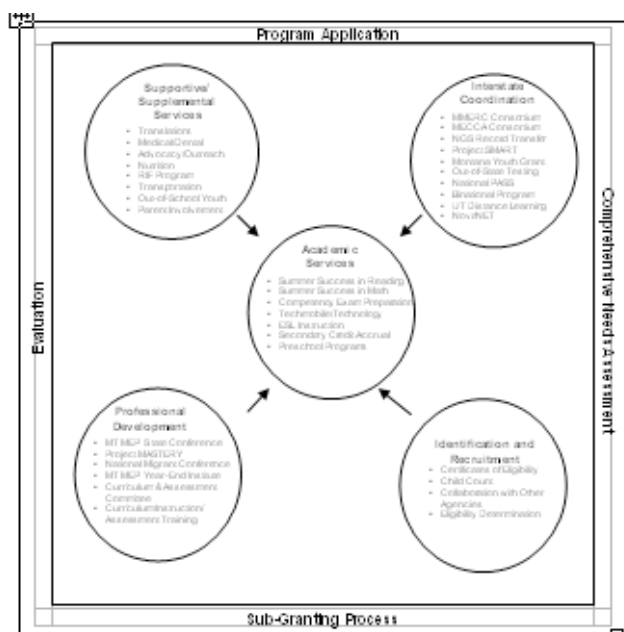 Program Application
Supportive/
Supplemental
Services
• Translations
• Medical/Dental
• Advocacy/Outreach
• Nutrition
• RIF Program
• Transportation
• Out-of-School Youth
• Parent Involvement
Interstate
Coordination
• MMERC Consortium
• MECCA Consortium
• NGS Record Transfer
• Project SMART
• Montana Youth Grant
• Out-of-State Testing
• National PASS
• Binational Program
• UT Distance Learning
• NovaNET
Academic
Services
• Summer Success in Reading
• Summer Success in Math
• Competency Exam Preparation
• Techmobile/Technology
• ESL Instruction
• Secondary Credit Accrual
• Preschool Programs
Evaluation
Comprehensive Needs Assessment
Professional
Development
• MT MEP State Conference
• Project MASTERY
• National Migrant Conference
• MT MEP Year-End Institute
• Curriculum & Assessment
Committee
• Curriculum/Instruction/
Assessment Training
Identification and
Recruitment
• Certificates of Eligibility
• Child Count
• Collaboration with Other
Agencies
• Eligibility Determination
Sub-Granting Process